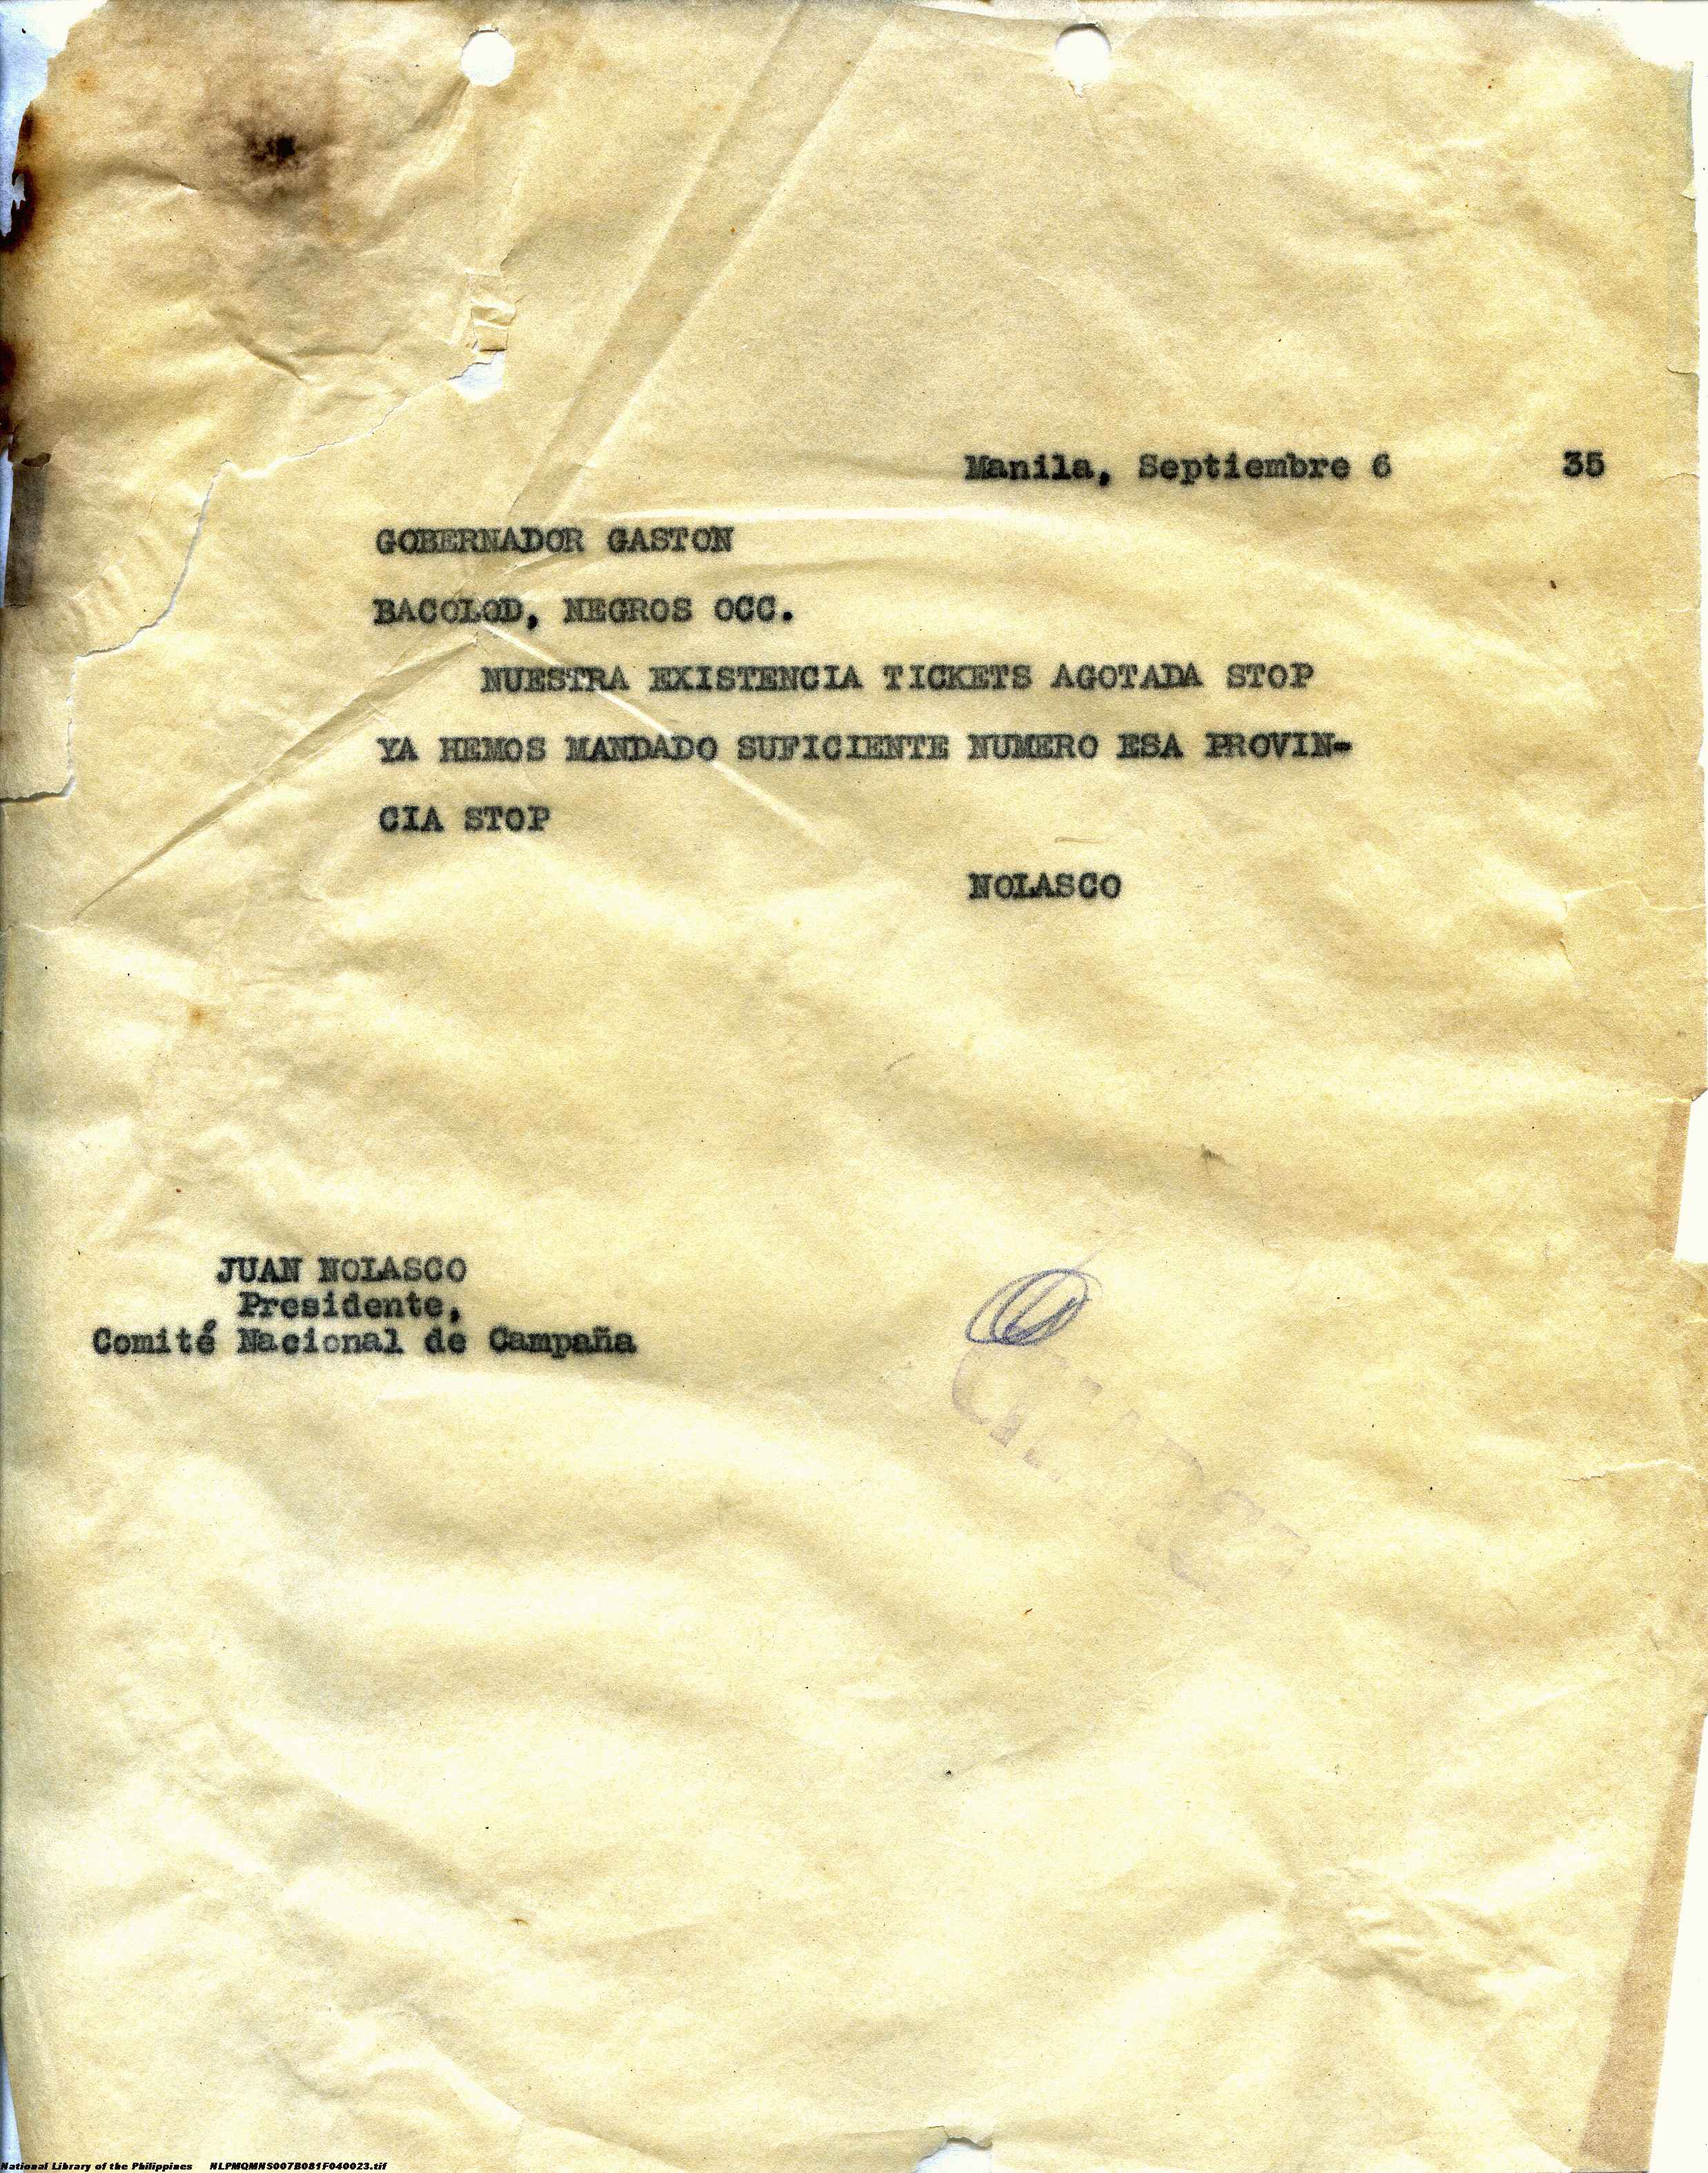 Manila, Septiembre 6 35
GOBERNADOR GASTON
BACOLOD, NEGROS OCC.
NUESTRA EXISTENCIA TICKETS AGOTADA STOP
YA HEMOS MANDADO SUFICIENTE NUMERO ESA PROVIN-
CIA STOP
NOLASCO
JUAN NOLASCO
Presidente,
Comité Nacional de Campaña
National Library of the Philippines NLPMQMNS007B081F040023.tif